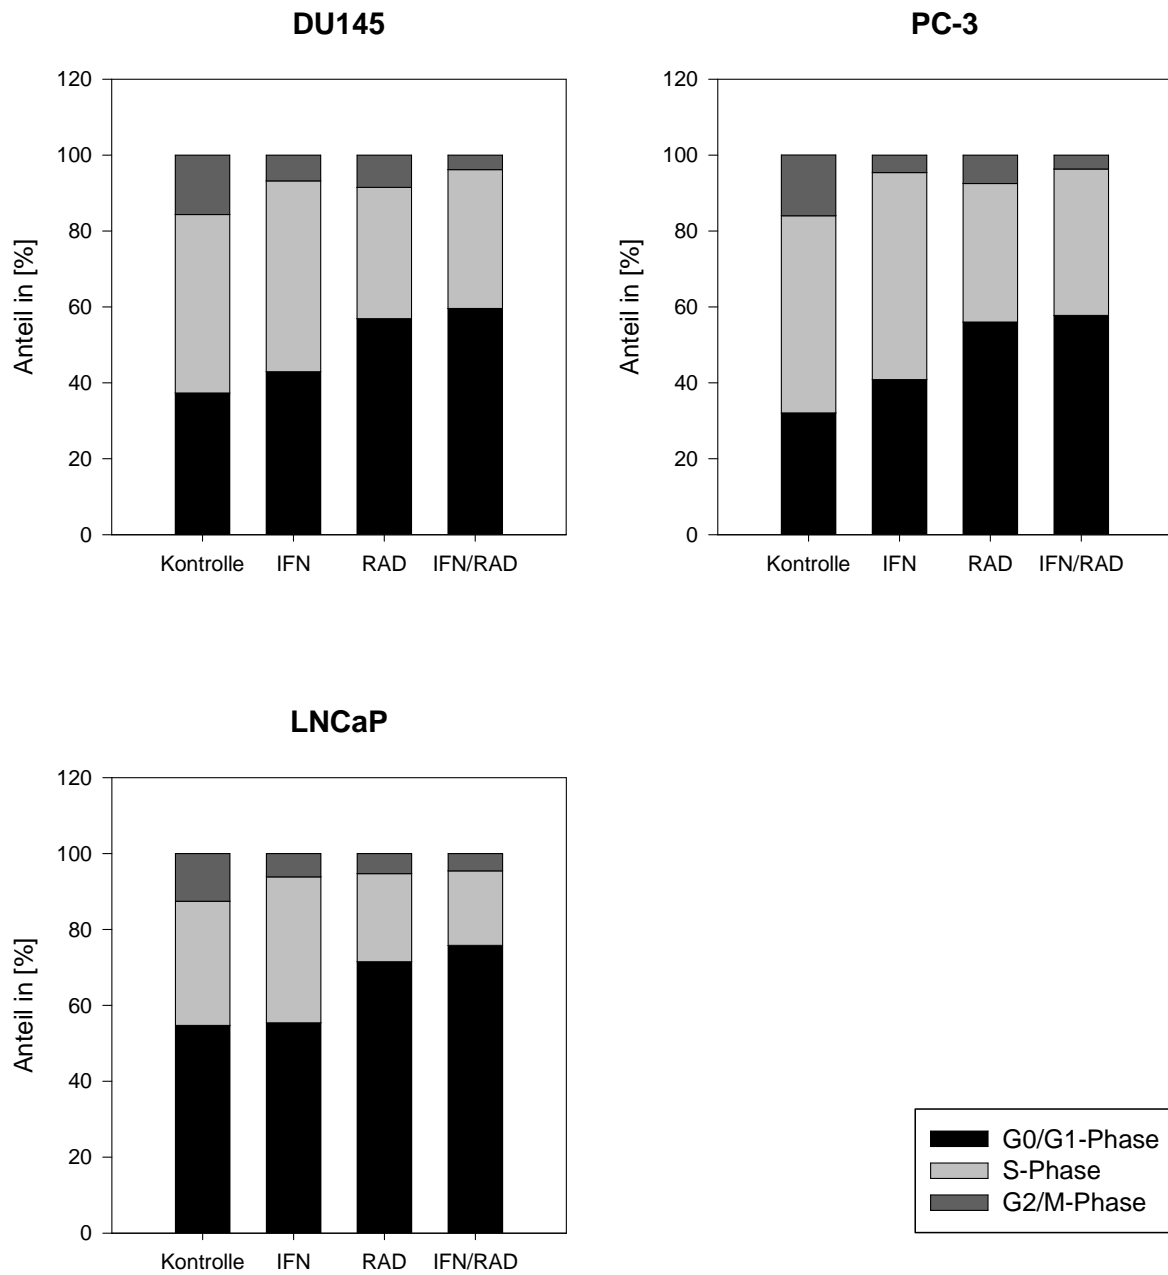 DU145
120
100
80
60
40
20
0
Anteil in [%]
Kontrolle IFN RAD IFN/RAD
PC-3
120
100
80
60
40
20
0
Anteil in [%]
Kontrolle IFN RAD IFN/RAD
LNCaP
120
100
80
60
40
20
0
Anteil in [%]
Kontrolle IFN RAD IFN/RAD
G0/G1-Phase
S-Phase
G2/M-Phase